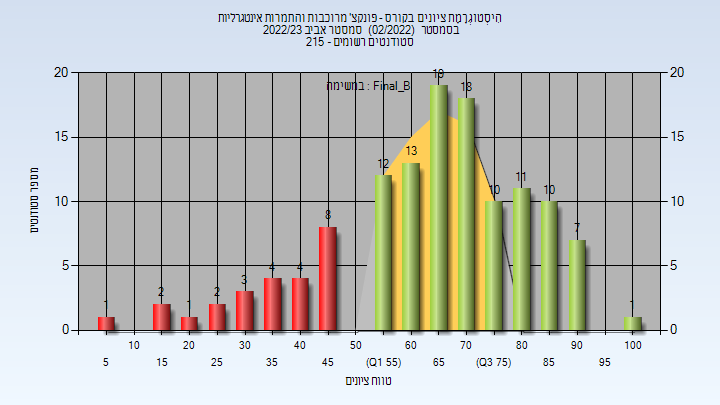 היסטוגרמת ציונים בקורס - פונקצ' מרוכבות והתמרות אינטגרליות
בסמסטר (02/2022) סמסטר אביב 2022/23
סטודנטים רשומים - 215
במשימה : Final_B
מספר סטודנטים
20 15 10 5 0
20 15 10 5 0
1 2 1 2 3 4 4 8 12 13 19 18 10 11 10 7 1
10 20 30 40 50 60 70 80 90 100
5 15 25 35 45 (Q1 55) 65 (Q3 75) 85 95
טווח ציונים